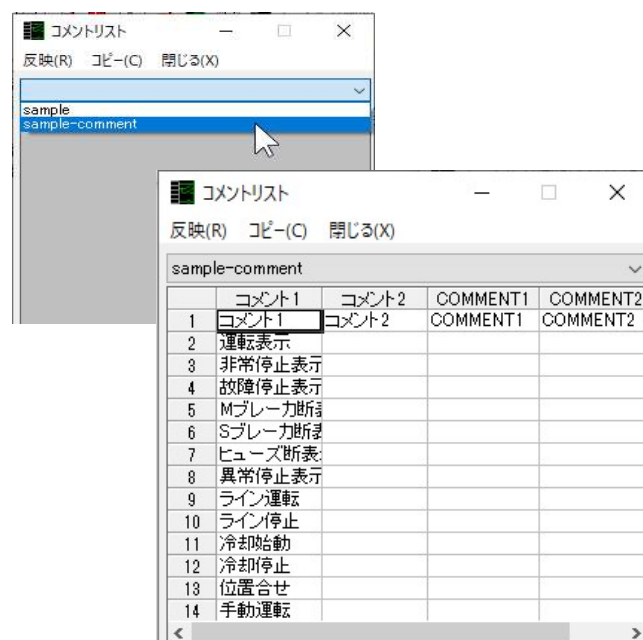 コメントリスト
反映(R) コピー(C) 閉じる(X)
sample
sample-comment
コメントリスト
反映(R) コピー(C) 閉じる(X)
sample-comment
コメント1 コメント2 COMMENT1 COMMENT2
1 コメント1 コメント2 COMMENT1 COMMENT2
2 運転表示
3 非常停止表示
4 故障停止表示
5 Mブレーカ断
6 Sブレーカ断
7 ヒューズ断表
8 異常停止表示
9 ライン運転
10 ライン停止
11 冷却始動
12 冷却停止
13 位置合せ
14 手動運転